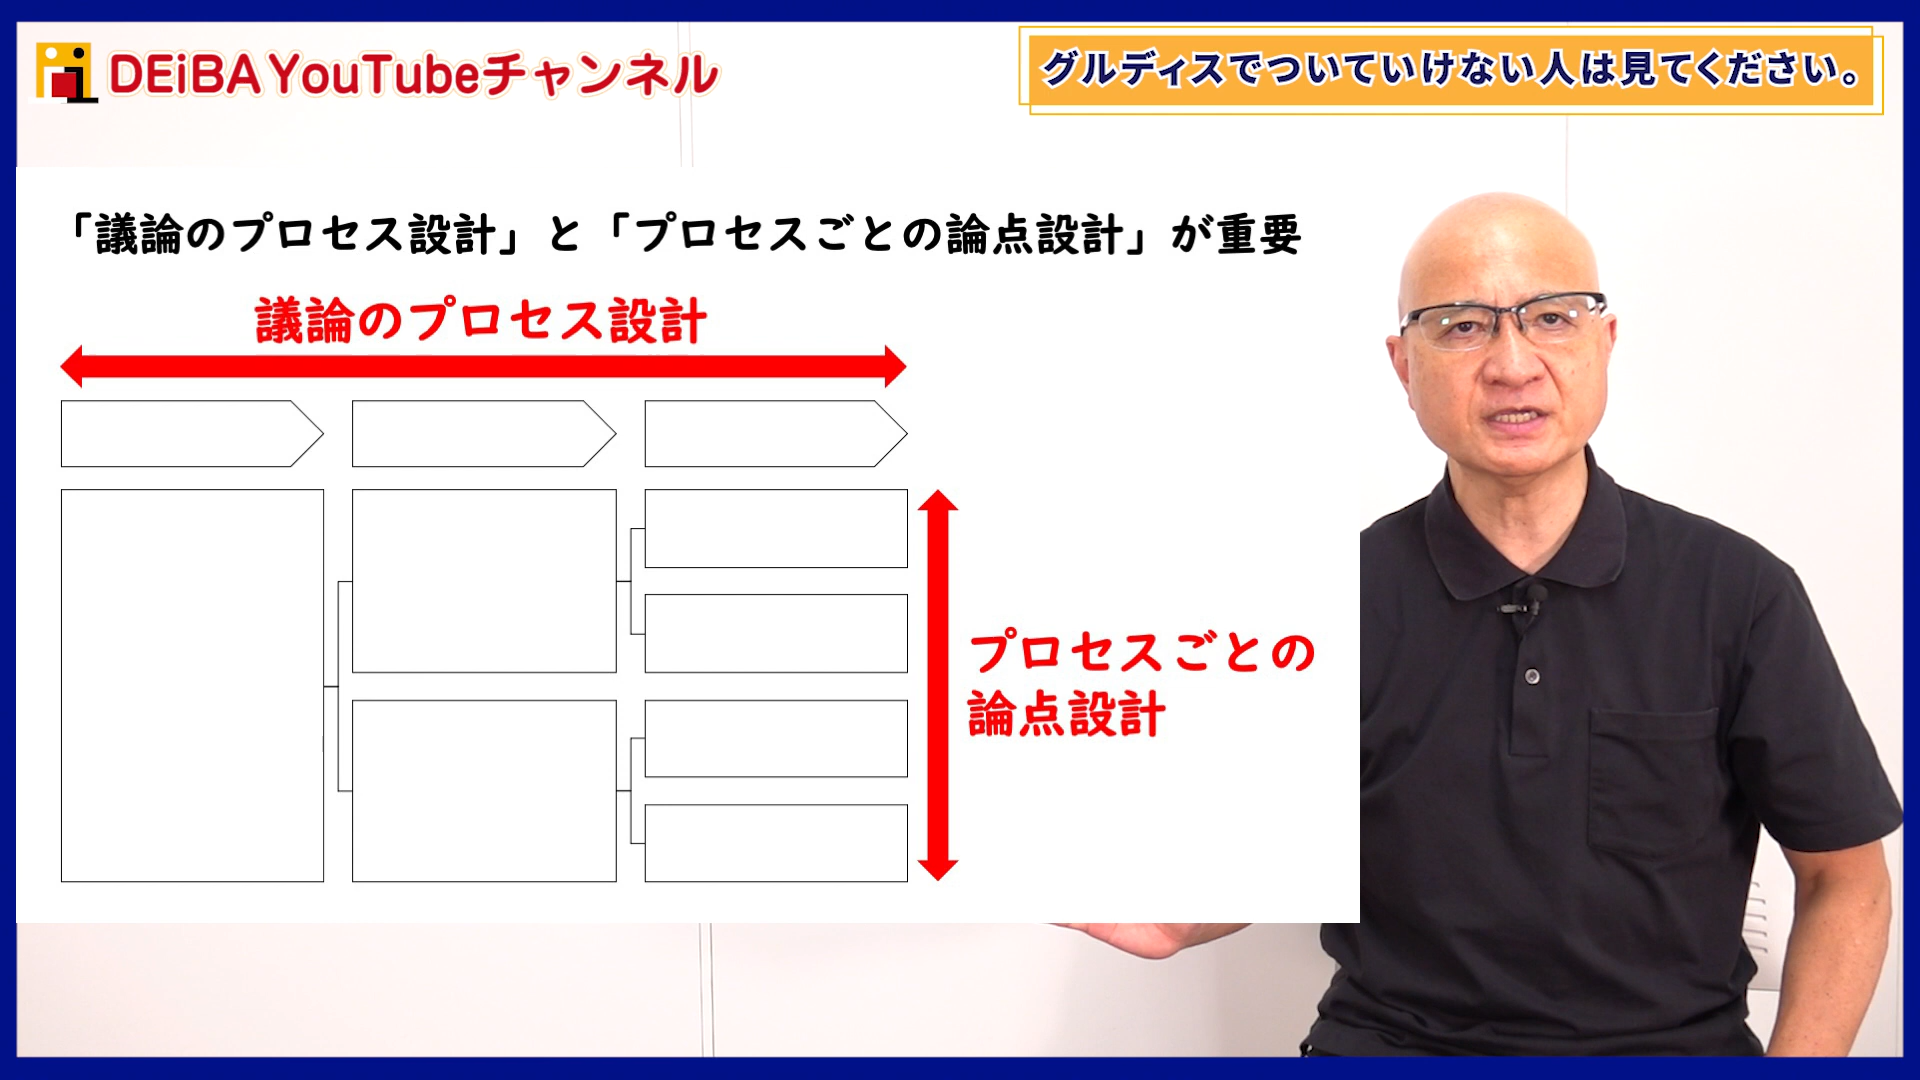 DEiBA YouTubeチャンネル
グルディスでついていけない人は見てください。
「議論のプロセス設計」と「プロセスごとの論点設計」が重要
議論のプロセス設計
プロセスごとの
論点設計